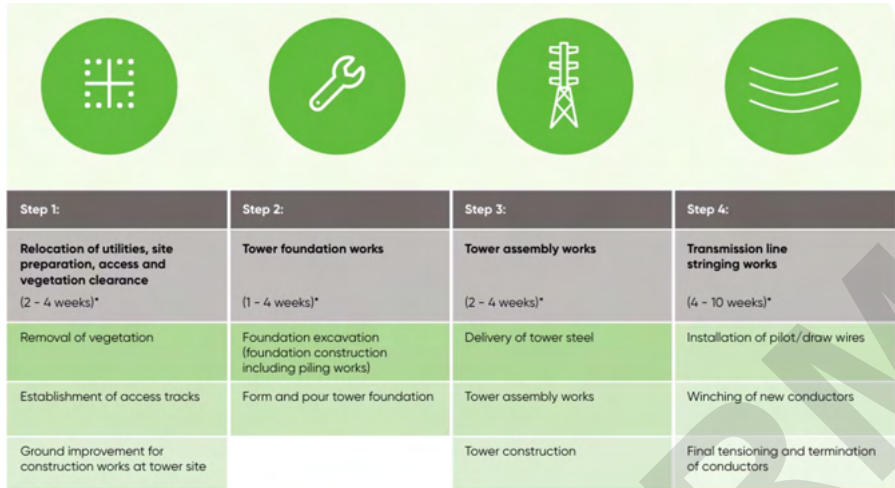 Step 1:
Step 2:
Step 3:
Step 4:
Relocation of utilities, site
preparation, access and
vegetation clearance
(2 - 4 weeks)*
Tower foundation works
(1 - 4 weeks)*
Tower assembly works
(2 - 4 weeks)*
Transmission line
stringing works
(4 - 10 weeks)*
Removal of vegetation
Foundation excavation
(foundation construction
including piling works)
Delivery of tower steel
Installation of pilot/draw wires
Establishment of access tracks
Form and pour tower foundation
Tower assembly works
Winching of new conductors
Ground improvement for
construction works at tower site
Tower construction
Final tensioning and termination
of conductors